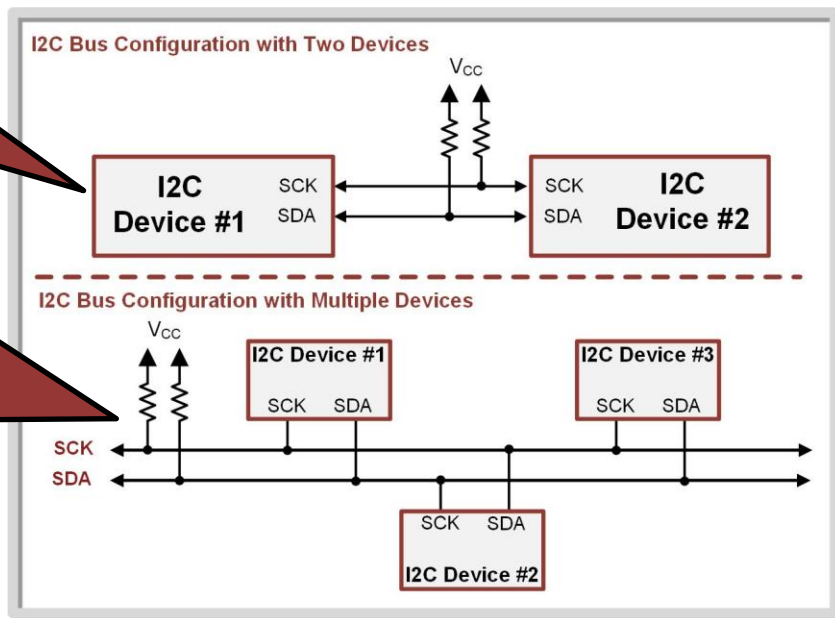 I2C Bus Configuration with Two Devices
VCC
I2C
Device #1
SCK
SDA
SCK
SDA
I2C
Device #2
I2C Bus Configuration with Multiple Devices
VCC
I2C Device #1
SCK SDA
I2C Device #3
SCK SDA
SCK
SDA
SCK SDA
I2C Device #2